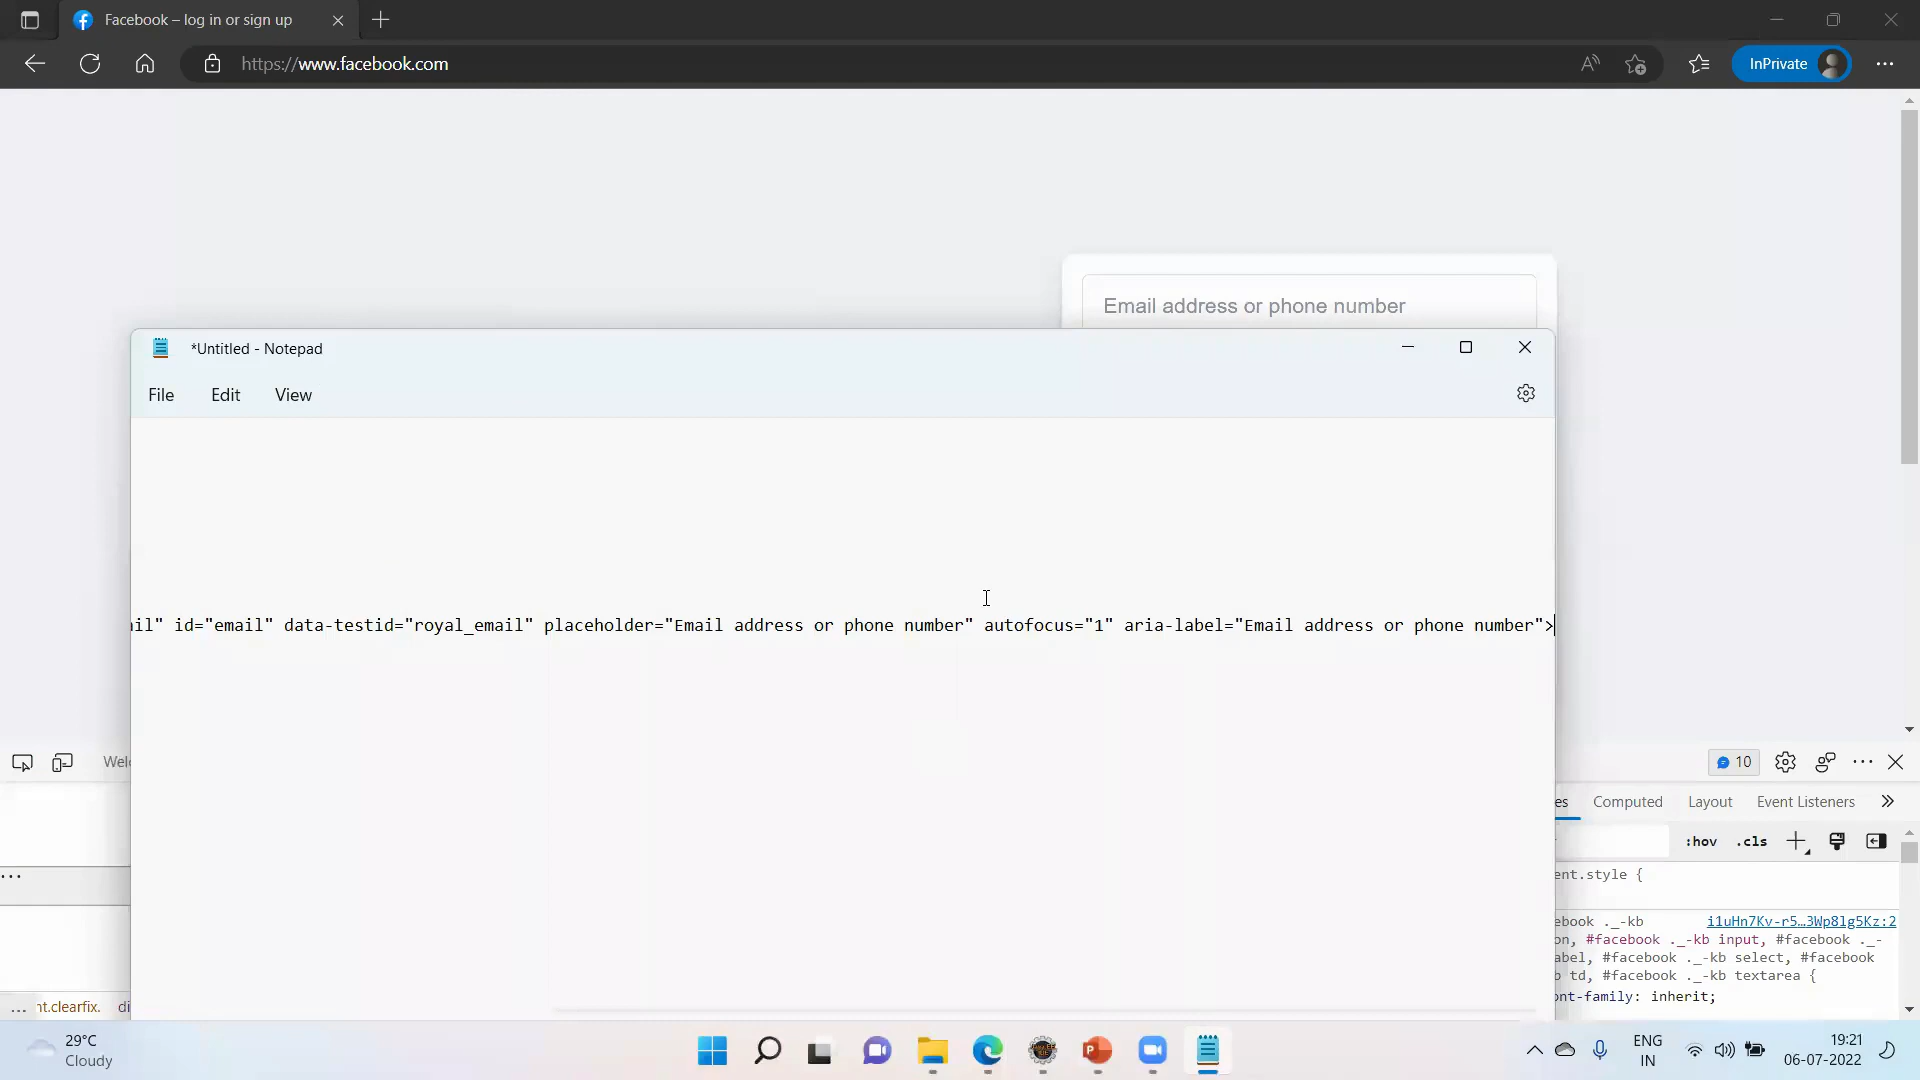 Facebook – log in or sign up
https://www.facebook.com
InPrivate
Email address or phone number
*Untitled - Notepad
File Edit View
ail" id="email" data-testid="royal_email" placeholder="Email address or phone number" autofocus="1" aria-label="Email address or phone number">
Welc
10
es Computed Layout Event Listeners
:hov .cls
...
ent.style {
ebook ._-kb i1uHn7Kv-r5…3Wp8lg5Kz:2
on, #facebook ._-kb input, #facebook ._-
abel, #facebook ._-kb select, #facebook
b td, #facebook ._-kb textarea {
ont-family: inherit;
... nt.clearfix. di
29°C
Cloudy
ENG
IN
19:21
06-07-2022